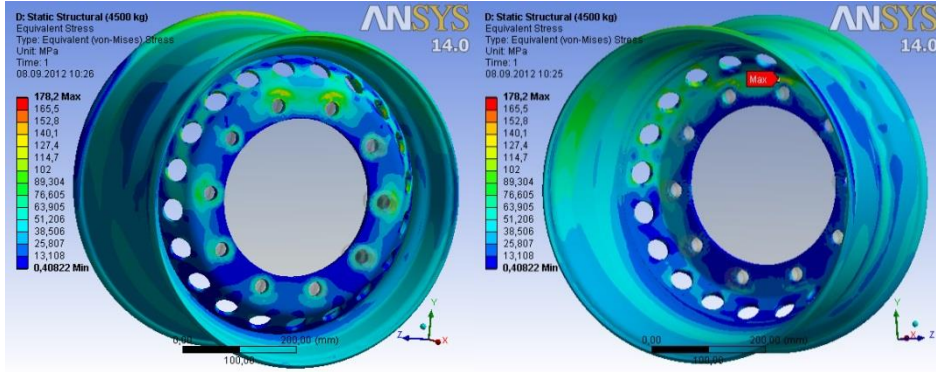 D: Static Structural (4500 kg)
Equivalent Stress
Type: Equivalent (von-Mises) Stress
Unit: MPa
Time: 1
08.09.2012 10:26
178,2 Max
165,5
152,8
140,1
127,4
114,7
102
89,304
76,605
63,905
51,206
38,506
25,807
13,108
0,40822 Min
ANSYS
14.0
0,00
200,00 (mm)
100,00
Y
Z
X
D: Static Structural (4500 kg)
Equivalent Stress
Type: Equivalent (von-Mises) Stress
Unit: MPa
Time: 1
08.09.2012 10:25
178,2 Max
165,5
152,8
140,1
127,4
114,7
102
89,304
76,605
63,905
51,206
38,506
25,807
13,108
0,40822 Min
ANSYS
14.0
Max
0,00
200,00 (mm)
100,00
Y
X
Z